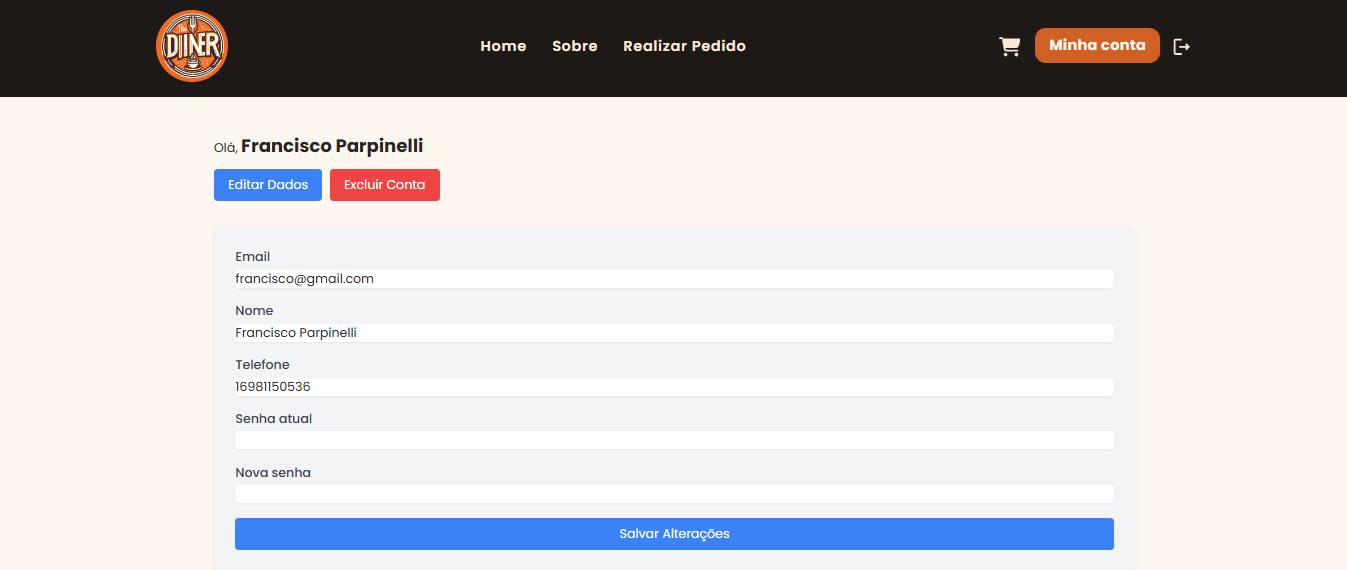 DINER
Home Sobre Realizar Pedido Minha conta
Olá, Francisco Parpinelli
Editar Dados Excluir Conta
Email
francisco@gmail.com
Nome
Francisco Parpinelli
Telefone
16981150536
Senha atual
Nova senha
Salvar Alterações